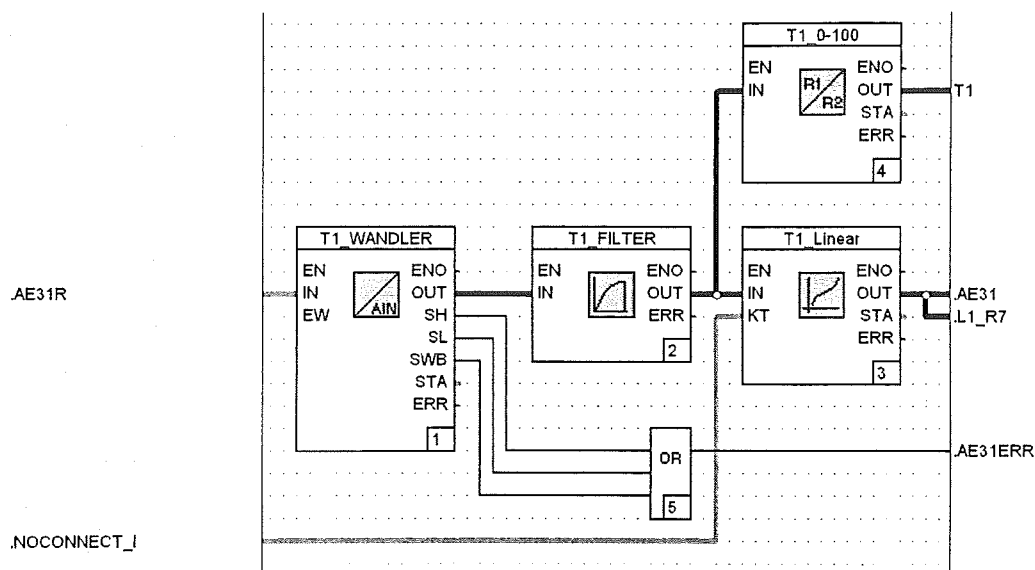 T1_0-100
EN ENO
IN R1 R2 OUT T1
STA
ERR
4
T1_WANDLER T1_FILTER T1_Linear
EN ENO EN ENO EN ENO
.AE31R IN AIN OUT IN OUT IN OUT .AE31
EW SH ERR KT STA .L1_R7
SL 2 ERR
SWB 3
STA
ERR
1
OR .AE31ERR
5
.NOCONNECT_I